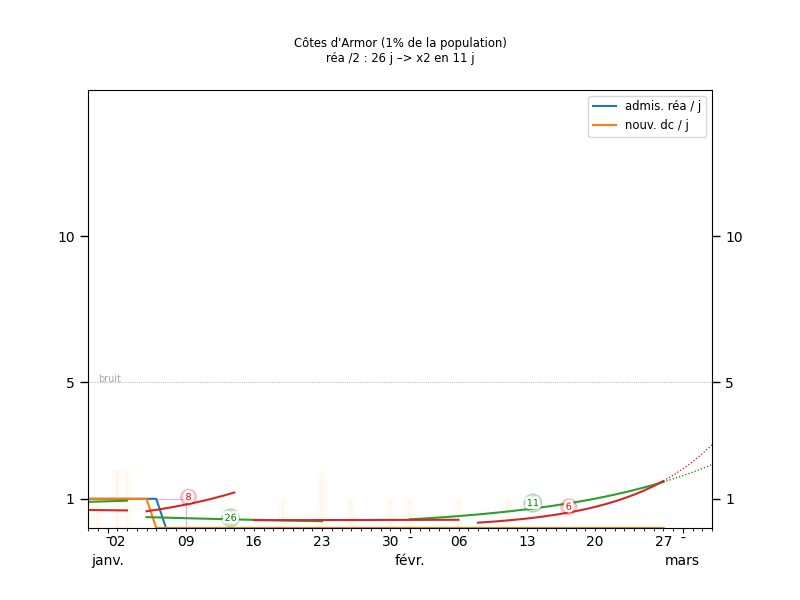 Côtes d'Armor (1% de la population)
réa /2 : 26 j –> x2 en 11 j
admis. réa / j
nouv. dc / j
10
10
bruit
5
5
8
11
6
26
1
1
02
09
16
23
30
06
13
20
27
janv.
févr.
mars